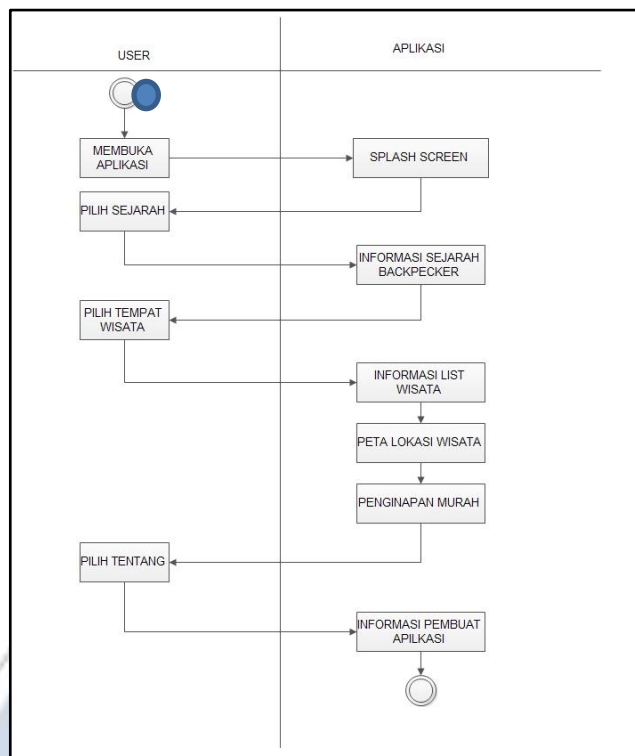 USER
APLIKASI
MEMBUKA
APLIKASI
SPLASH SCREEN
PILIH SEJARAH
INFORMASI SEJARAH
BACKPECKER
PILIH TEMPAT
WISATA
INFORMASI LIST
WISATA
PETA LOKASI WISATA
PENGINAPAN MURAH
PILIH TENTANG
INFORMASI PEMBUAT
APILKASI